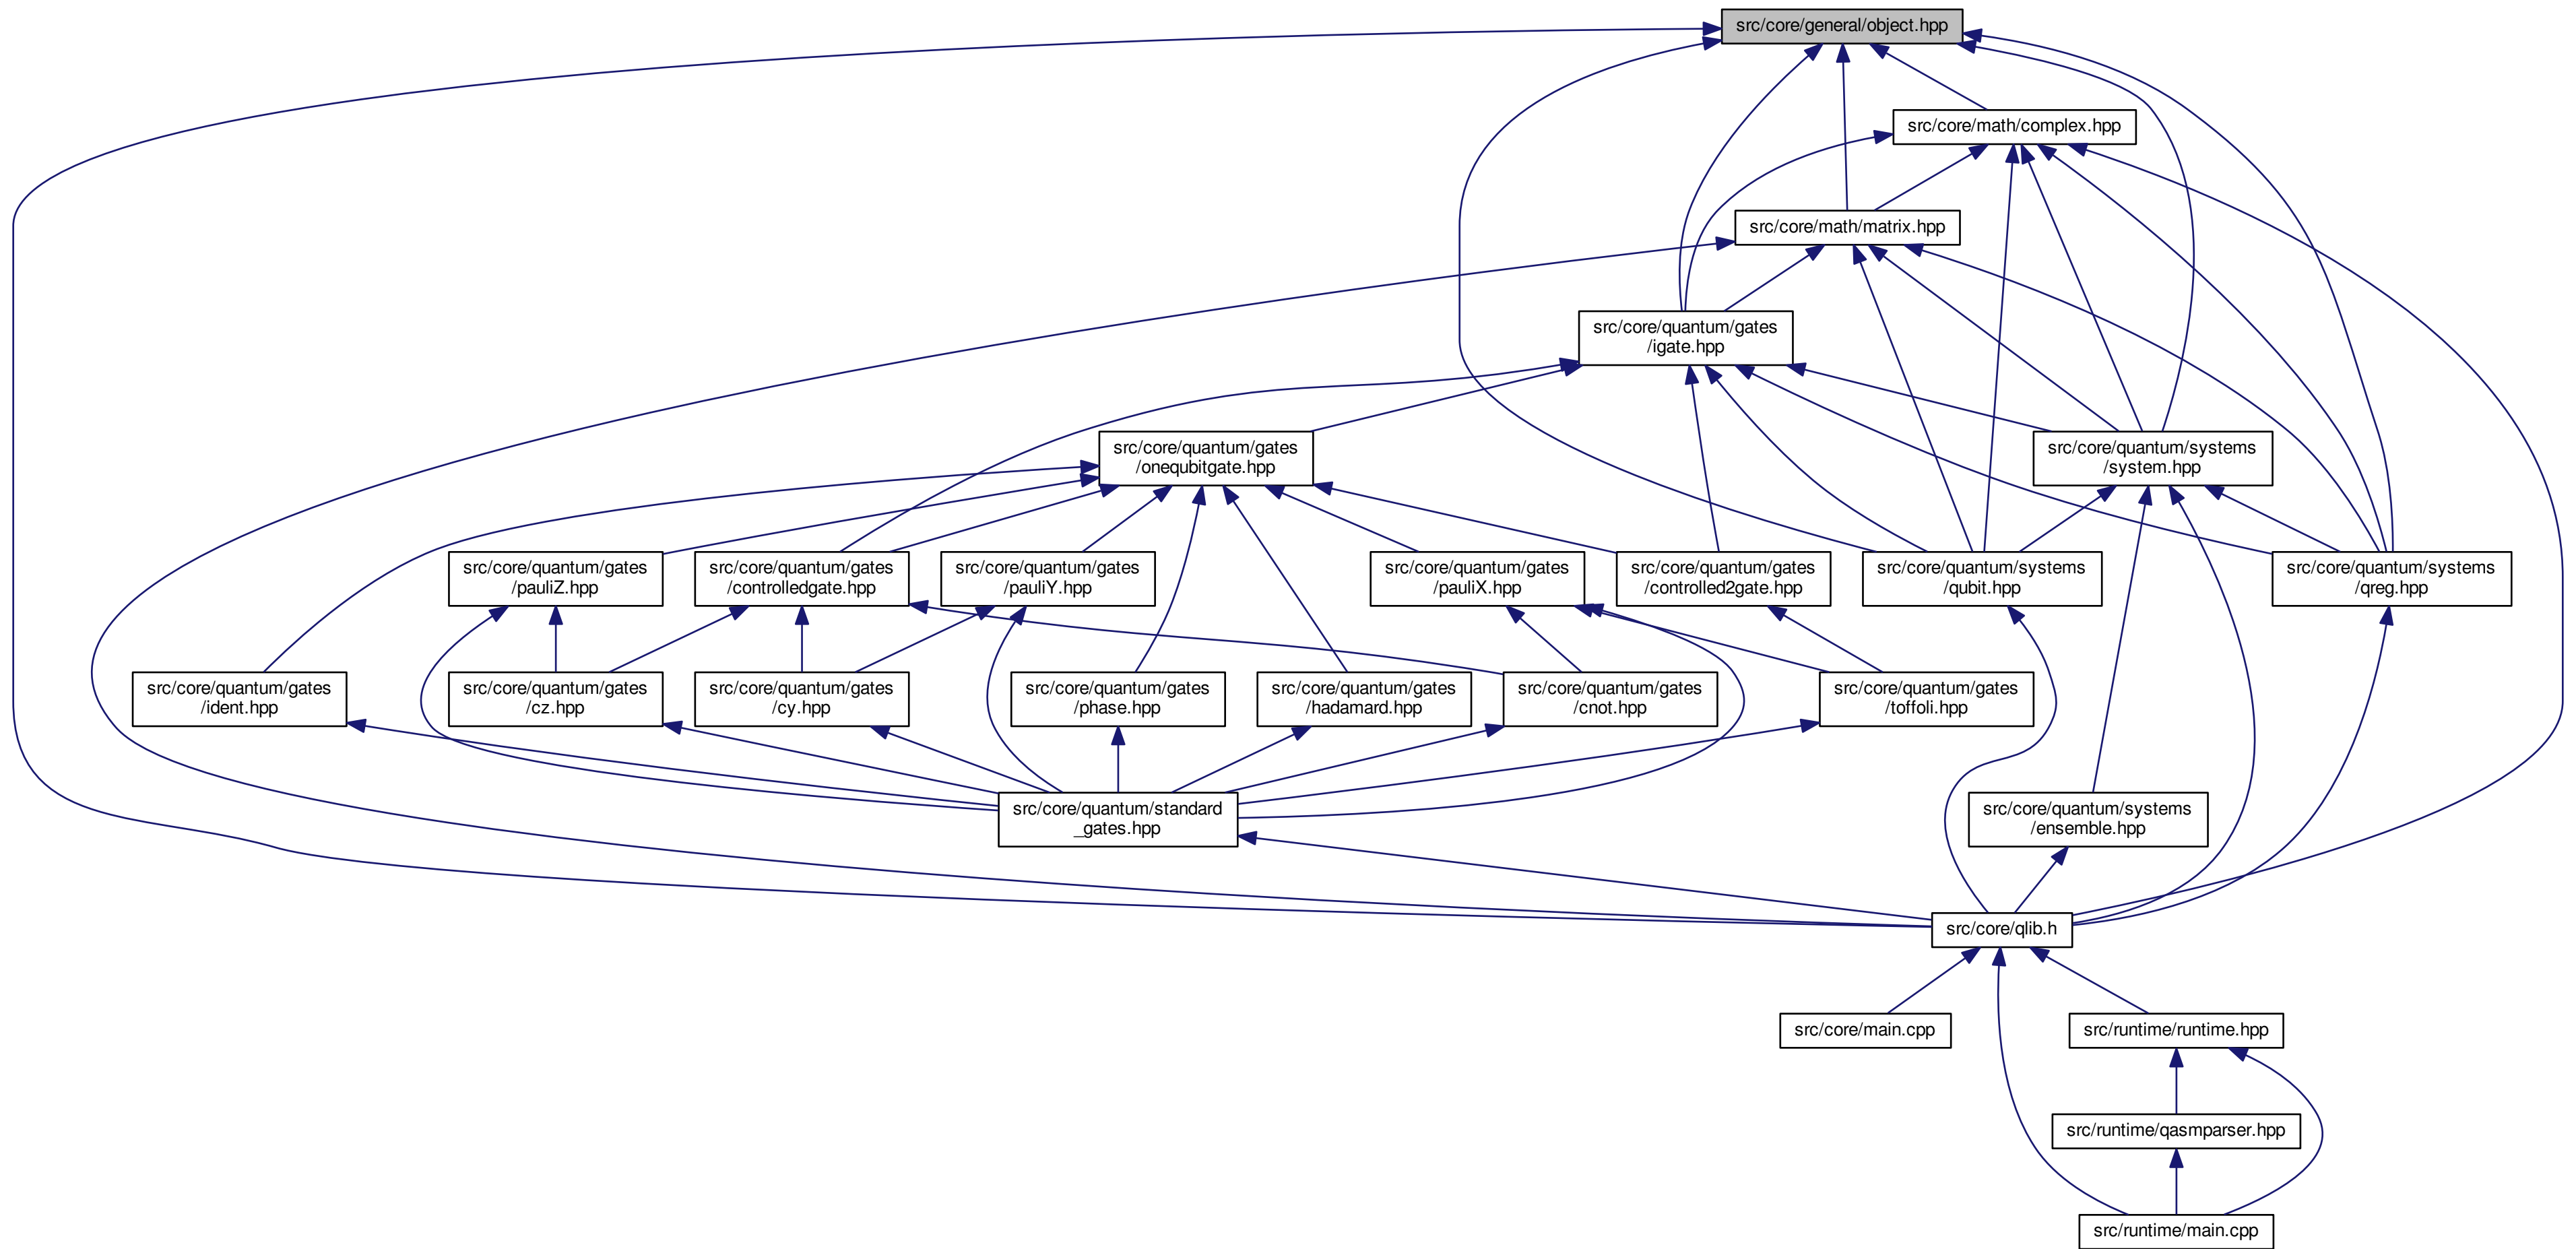 src/core/general/object.hpp
src/core/math/complex.hpp
src/core/math/matrix.hpp
src/core/quantum/gates
/igate.hpp
src/core/quantum/gates
/onequbitgate.hpp
src/core/quantum/systems
/system.hpp
src/core/quantum/gates
/pauliZ.hpp
src/core/quantum/gates
/controlledgate.hpp
src/core/quantum/gates
/pauliY.hpp
src/core/quantum/gates
/pauliX.hpp
src/core/quantum/gates
/controlled2gate.hpp
src/core/quantum/systems
/qubit.hpp
src/core/quantum/systems
/qreg.hpp
src/core/quantum/gates
/ident.hpp
src/core/quantum/gates
/cz.hpp
src/core/quantum/gates
/cy.hpp
src/core/quantum/gates
/phase.hpp
src/core/quantum/gates
/hadamard.hpp
src/core/quantum/gates
/cnot.hpp
src/core/quantum/gates
/toffoli.hpp
src/core/quantum/standard
_gates.hpp
src/core/quantum/systems
/ensemble.hpp
src/core/qlib.h
src/core/main.cpp
src/runtime/runtime.hpp
src/runtime/qasmparser.hpp
src/runtime/main.cpp